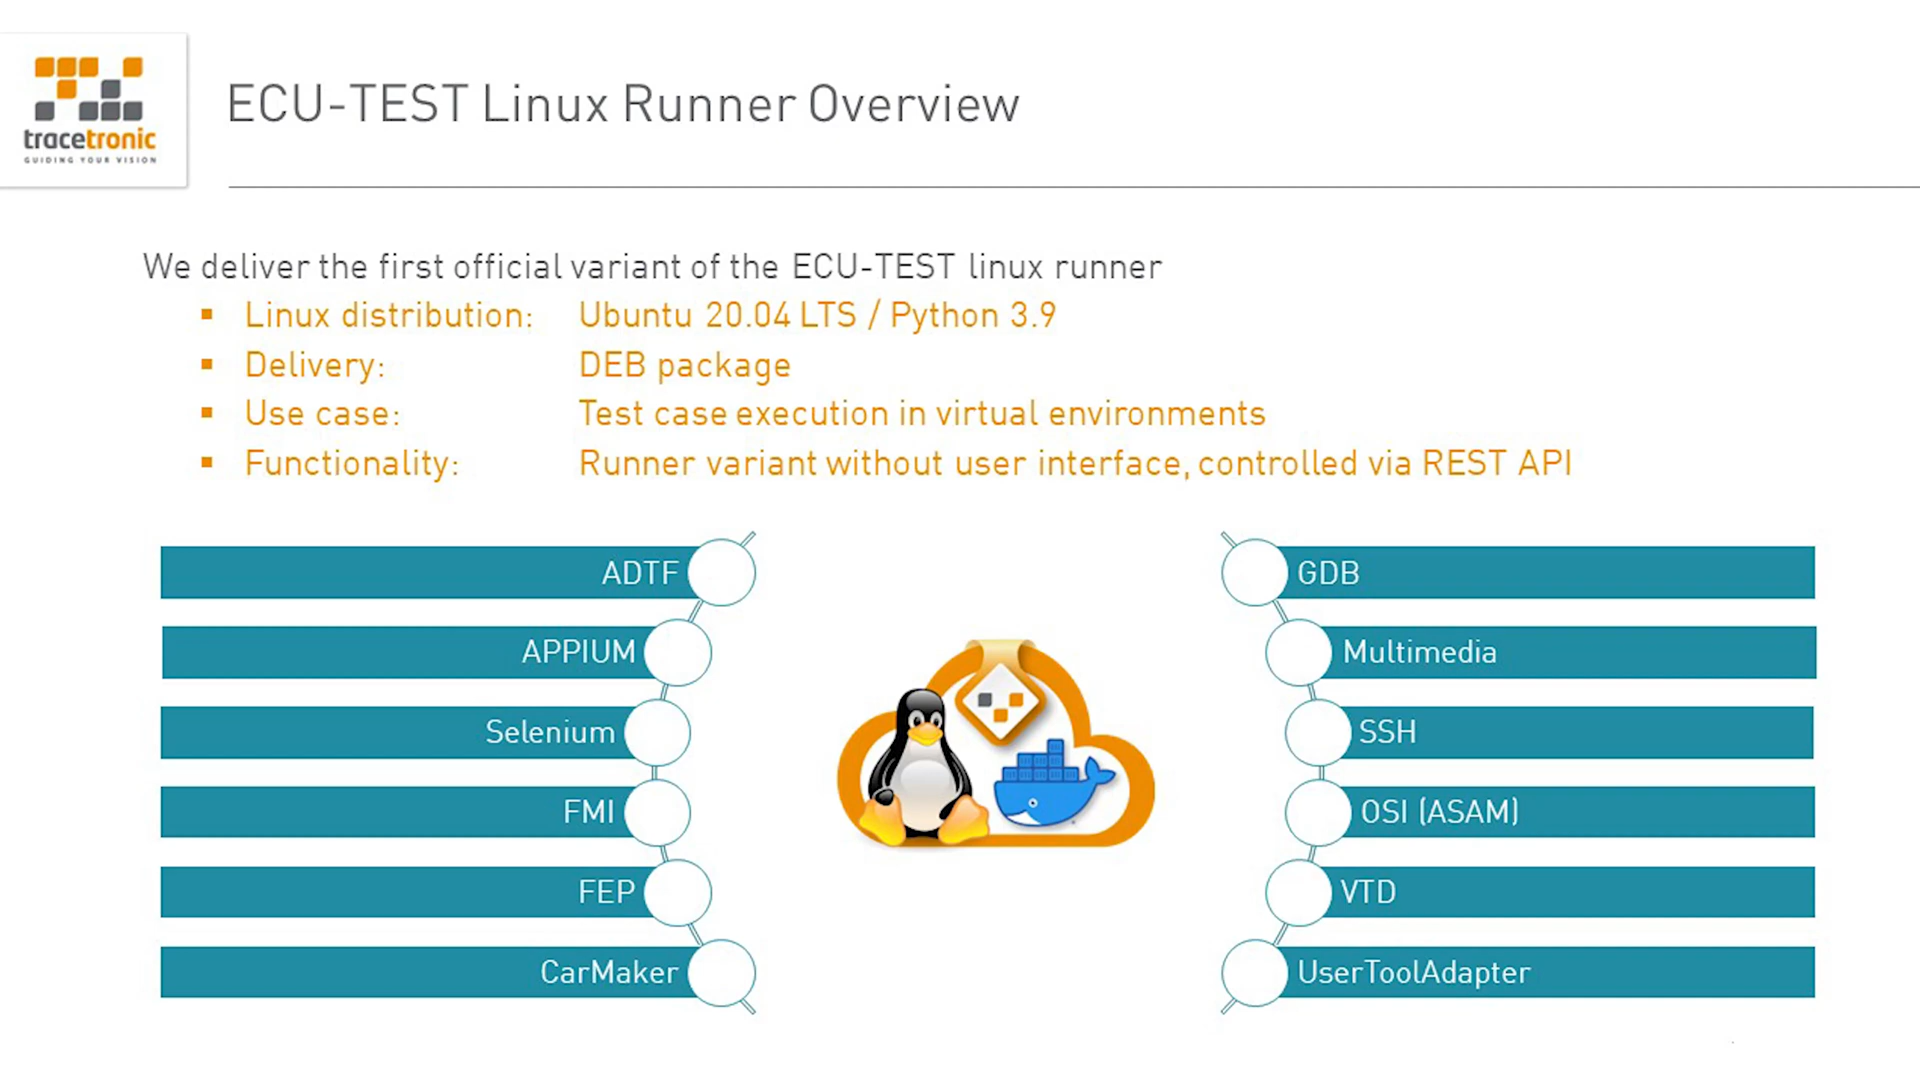 tracetronic
GUIDING YOUR VISION
ECU-TEST Linux Runner Overview
We deliver the first official variant of the ECU-TEST linux runner
▪ Linux distribution: Ubuntu 20.04 LTS / Python 3.9
▪ Delivery: DEB package
▪ Use case: Test case execution in virtual environments
▪ Functionality: Runner variant without user interface, controlled via REST API
ADTF
APPIUM
Selenium
FMI
FEP
CarMaker
GDB
Multimedia
SSH
OSI (ASAM)
VTD
UserToolAdapter